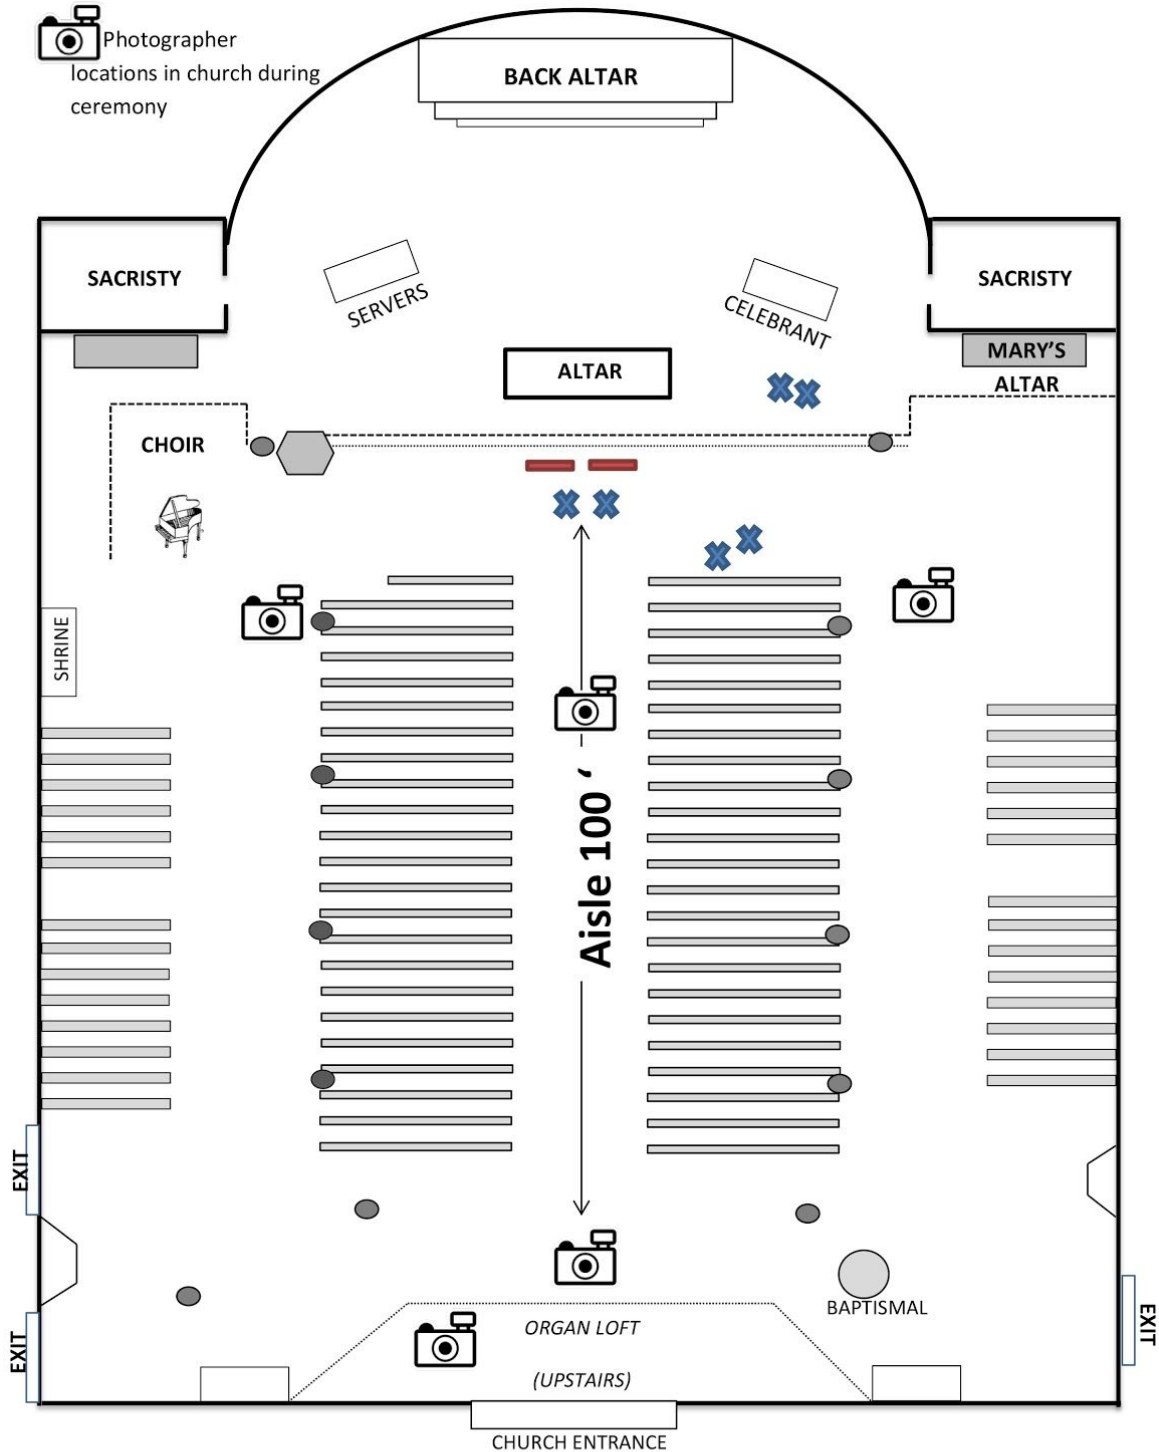 Photographer
locations in church during
ceremony
BACK ALTAR
SACRISTY
SERVERS
CELEBRANT
SACRISTY
ALTAR
MARY'S
ALTAR
CHOIR
SHRINE
Aisle 100 ‘
EXIT
EXIT
BAPTISMAL
EXIT
ORGAN LOFT
(UPSTAIRS)
CHURCH ENTRANCE